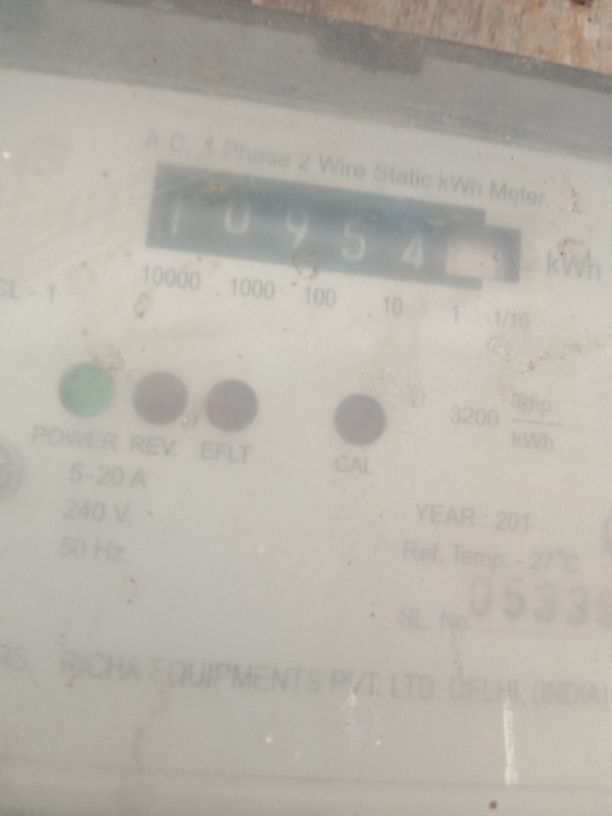 A.C. 1 Phase 2 Wire Static kWh Meter.
1 0 9 5 4 kWh
10000 1000 100 10 1 1/10
CL - 1
3200 imp/kWh
POWER REV. EFLT CAL
5-20 A
240 V.
50 Hz.
YEAR : 201
Ref. Temp. - 27°C
SL. No. 0533
RS RICHA EQUIPMENTS PVT. LTD. DELHI, (INDIA)